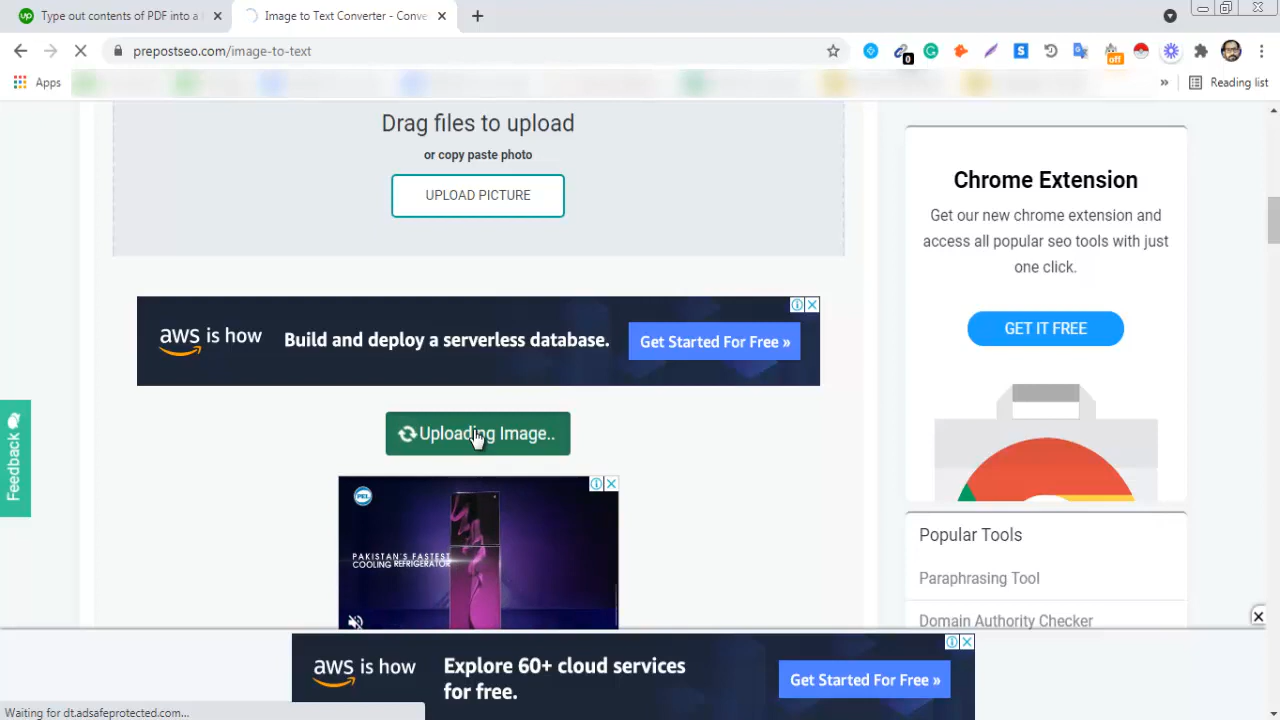 up Type out contents of PDF into a
Image to Text Converter - Conve
prepostseo.com/image-to-text
0
off
Apps
»
Reading list
Drag files to upload
or copy paste photo
UPLOAD PICTURE
aws is how
Build and deploy a serverless database.
Get Started For Free »
Uploading Image..
PEL
PAKISTAN'S FASTEST
COOLING REFRIGERATOR
Chrome Extension
Get our new chrome extension and
access all popular seo tools with just
one click.
GET IT FREE
Popular Tools
Paraphrasing Tool
Domain Authority Checker
Feedback
aws is how
Explore 60+ cloud services
for free.
Get Started For Free »
Waiting for dt.adsafeprotected.com...